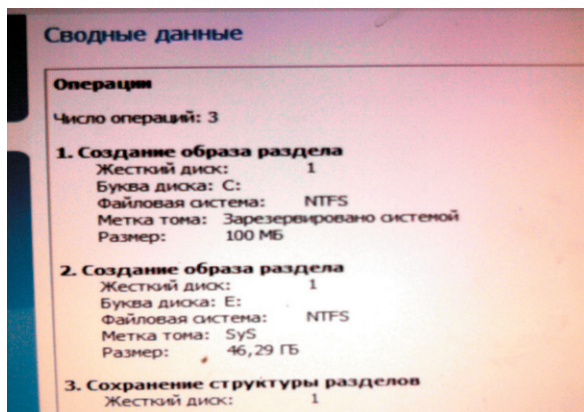 Сводные данные
Операции
Число операций: 3
1. Создание образа раздела
Жесткий диск: 1
Буква диска: C:
Файловая система: NTFS
Метка тома: Зарезервировано системой
Размер: 100 МБ
2. Создание образа раздела
Жесткий диск: 1
Буква диска: E:
Файловая система: NTFS
Метка тома: SyS
Размер: 46,29 ГБ
3. Сохранение структуры разделов
Жесткий диск: 1